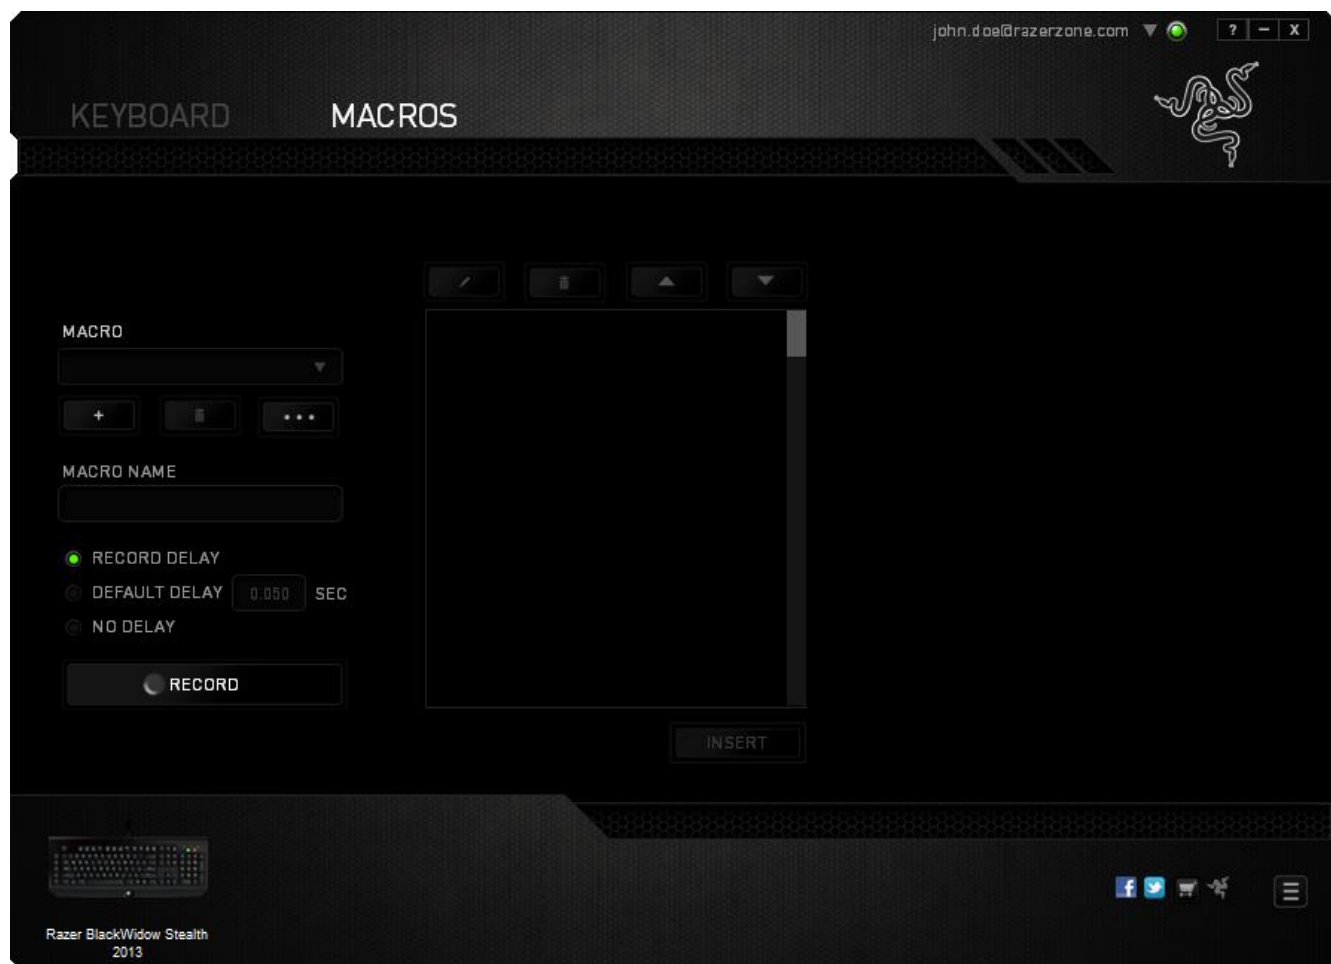 john.doe@razerzone.com
? – X
KEYBOARD MACROS
MACRO
MACRO NAME
RECORD DELAY
DEFAULT DELAY 0.050 SEC
NO DELAY
RECORD
INSERT
Razer BlackWidow Stealth
2013